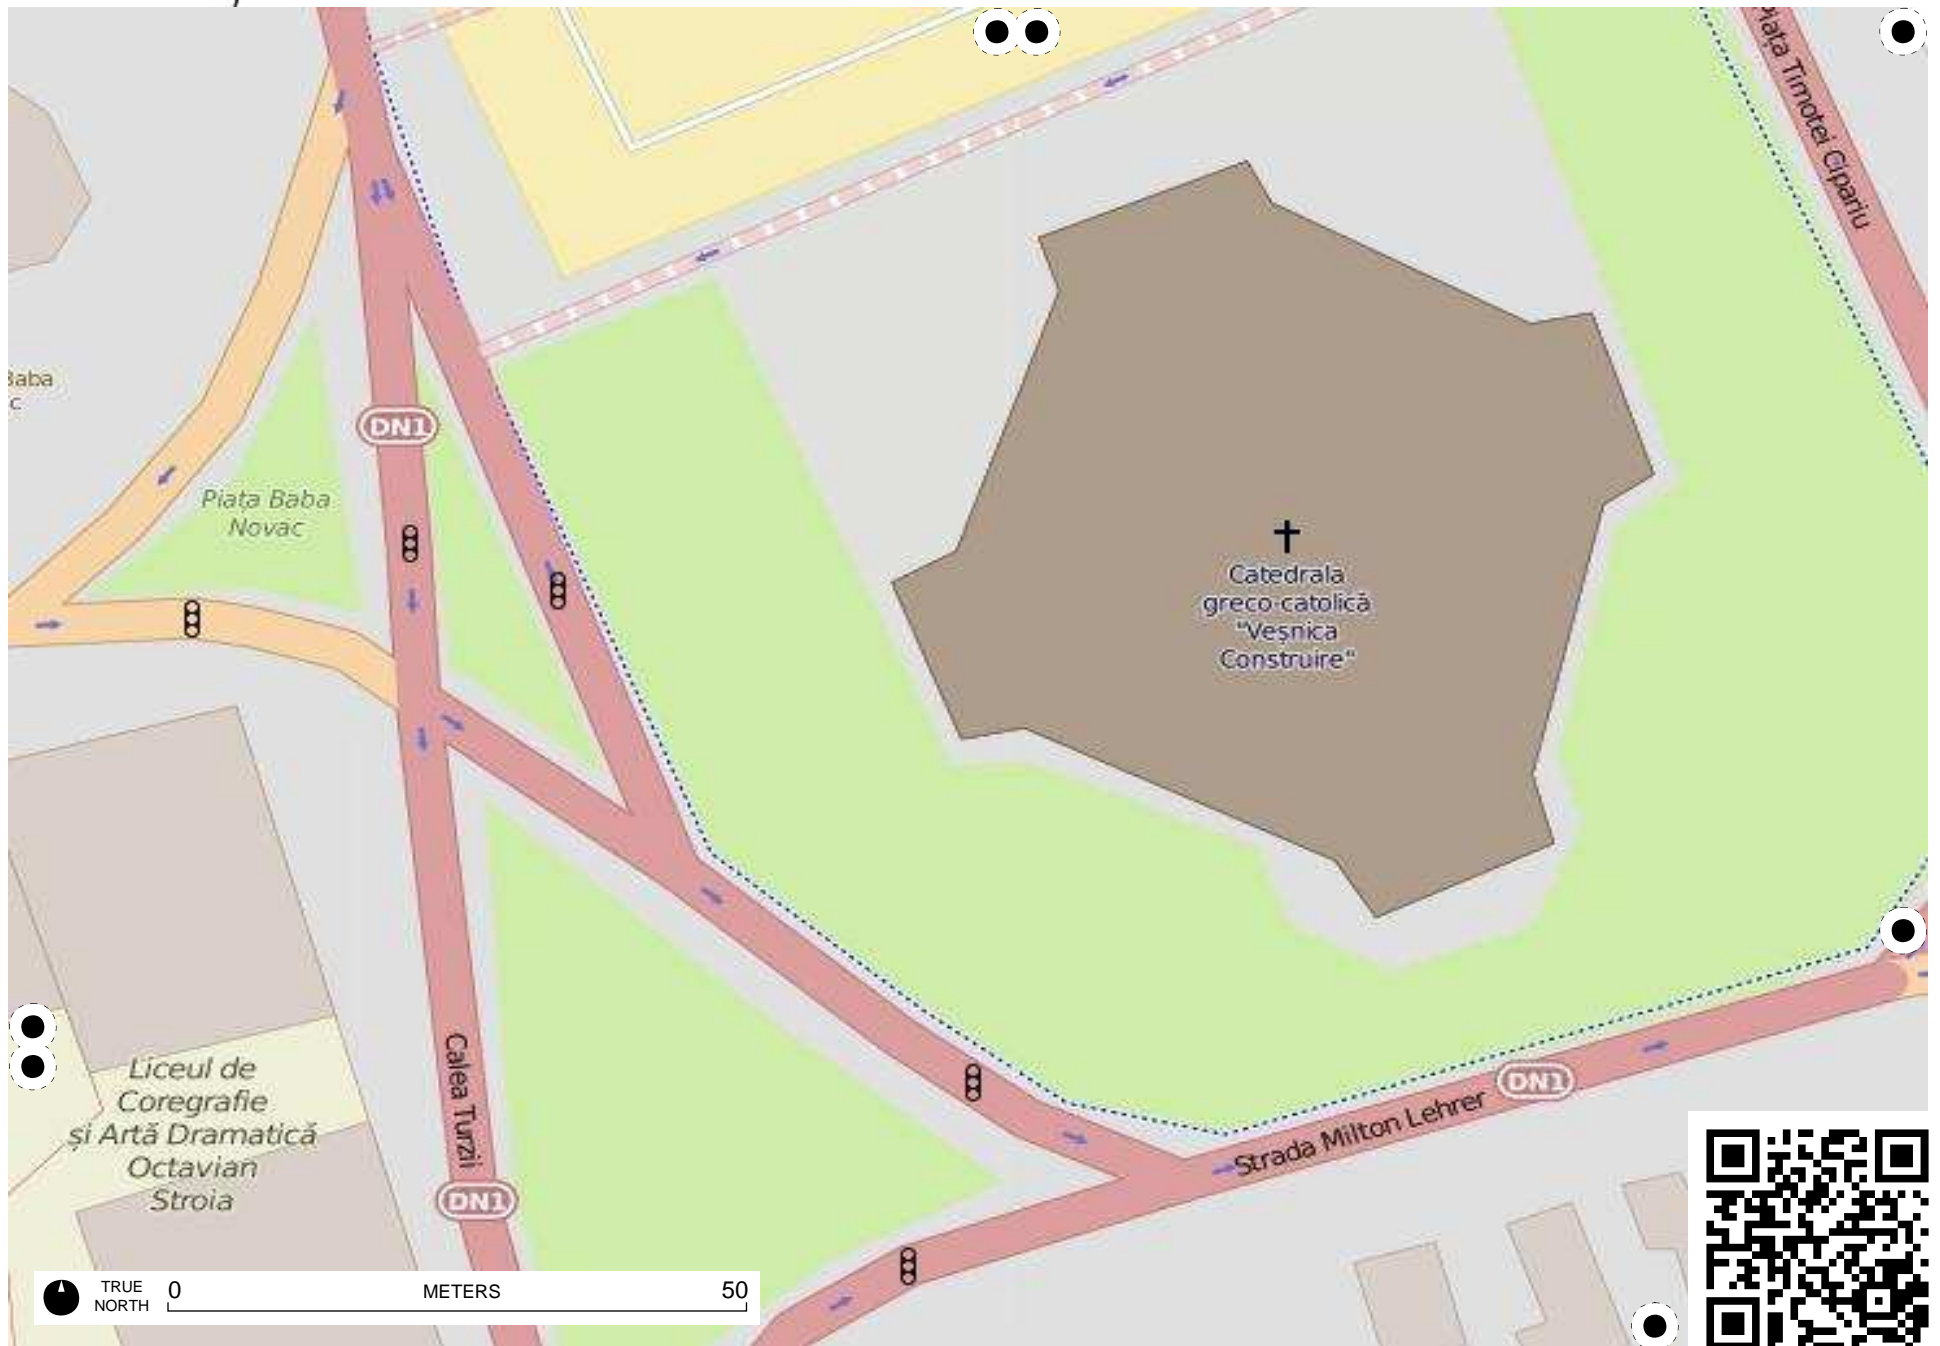 Piața Timotei Cipariu
DN1
Piața Baba
Novac
Catedrala
greco-catolică
"Veșnica
Construire"
Liceul de
Coregrafie
și Artă Dramatică
Octavian
Stroia
Calea Turzii
DN1
Strada Milton Lehrer
DN1
TRUE
NORTH
0 METERS 50